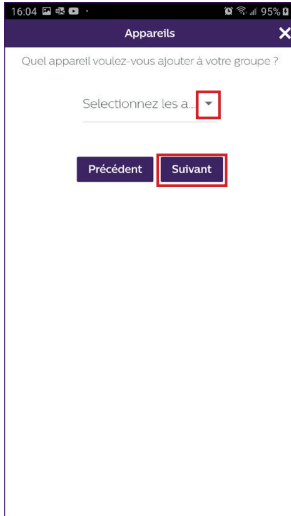 16:04 95%
Appareils
Quel appareil voulez-vous ajouter à votre groupe ?
Selectionnez les a...
Précédent Suivant